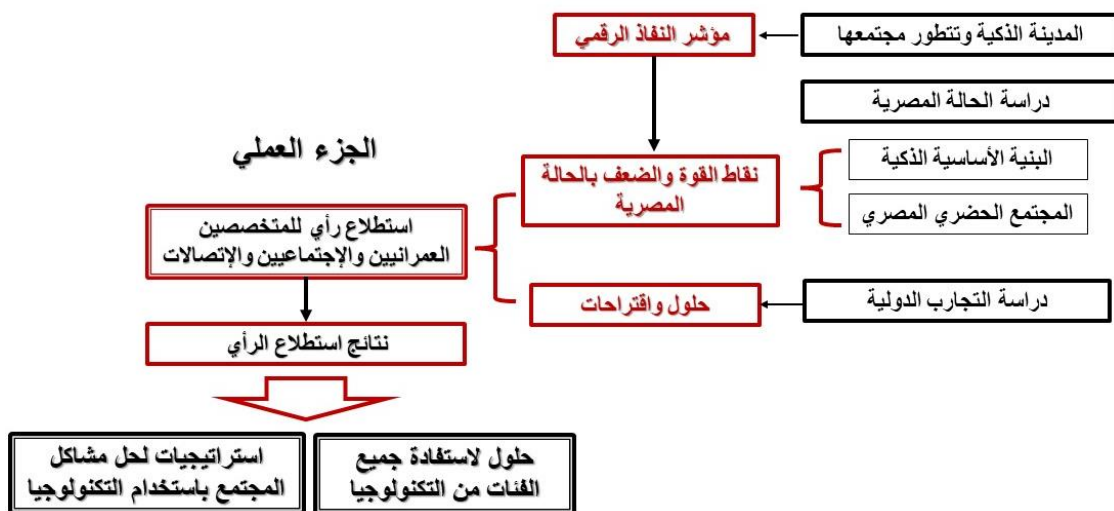 المدينة الذكية وتتطور مجتمعها
مؤشر النفاذ الرقمي
دراسة الحالة المصرية
البنية الأساسية الذكية
المجتمع الحضري المصري
نقاط القوة والضعف بالحالة
المصرية
دراسة التجارب الدولية
حلول واقتراحات
الجزء العملي
استطلاع رأي للمتخصصين
العمرانيين والإجتماعيين والإتصالات
نتائج استطلاع الرأي
حلول لاستفادة جميع
الفئات من التكنولوجيا
استراتيجيات لحل مشاكل
المجتمع باستخدام التكنولوجيا